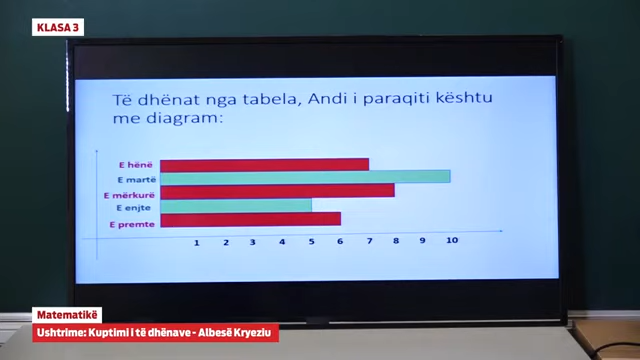 KLASA 3
Të dhënat nga tabela, Andi i paraqiti kështu
me diagram:
E hënë
E martë
E mërkurë
E enjte
E premte
1 2 3 4 5 6 7 8 9 10
Matematikë
Ushtrime: Kuptimi i të dhënave - Albesë Kryeziu